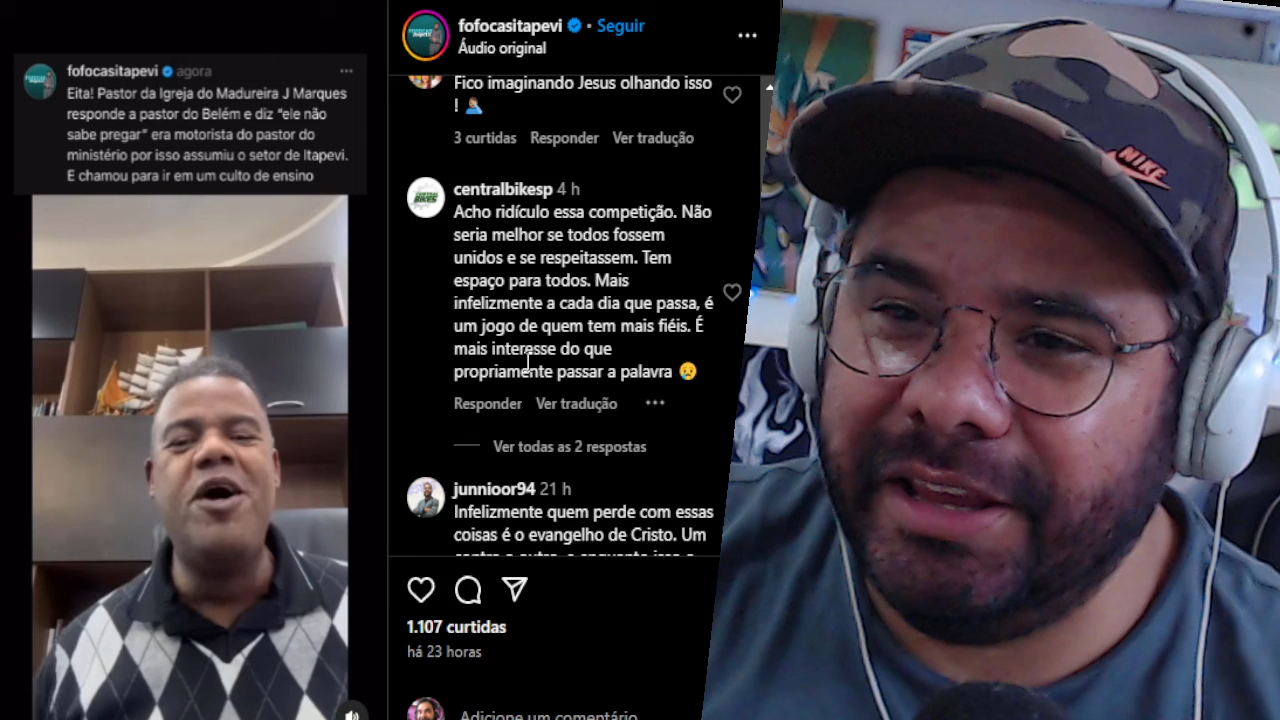 fofocasitapevi agora
Eita! Pastor da Igreja do Madureira J Marques
responde a pastor do Belém e diz “ele não
sabe pregar” era motorista do pastor do
ministério por isso assumiu o setor de Itapevi.
E chamou para ir em um culto de ensino
fofocasitapevi • Seguir
Áudio original
Fico imaginando Jesus olhando isso
!
3 curtidas Responder Ver tradução
centralbikesp 4 h
Acho ridículo essa competição. Não
seria melhor se todos fossem
unidos e se respeitassem. Tem
espaço para todos. Mais
infelizmente a cada dia que passa, é
um jogo de quem tem mais fiéis. É
mais interesse do que
propriamente passar a palavra 😢
Responder Ver tradução
Ver todas as 2 respostas
junnioor94 21 h
Infelizmente quem perde com essas
coisas é o evangelho de Cristo. Um
1.107 curtidas
há 23 horas
Adicione um comentário
NIKE